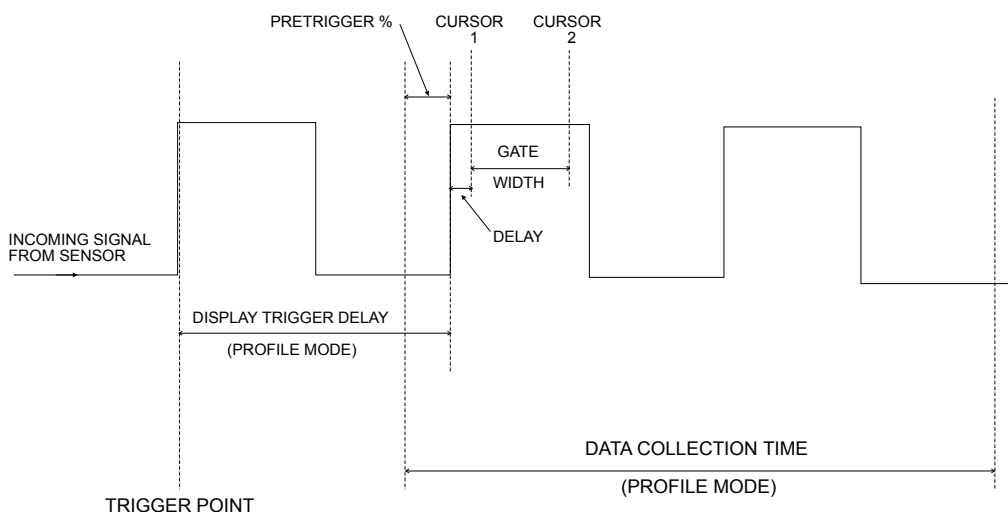 PRETRIGGER %
CURSOR
1
CURSOR
2
GATE
WIDTH
DELAY
INCOMING SIGNAL
FROM SENSOR
DISPLAY TRIGGER DELAY
(PROFILE MODE)
DATA COLLECTION TIME
(PROFILE MODE)
TRIGGER POINT